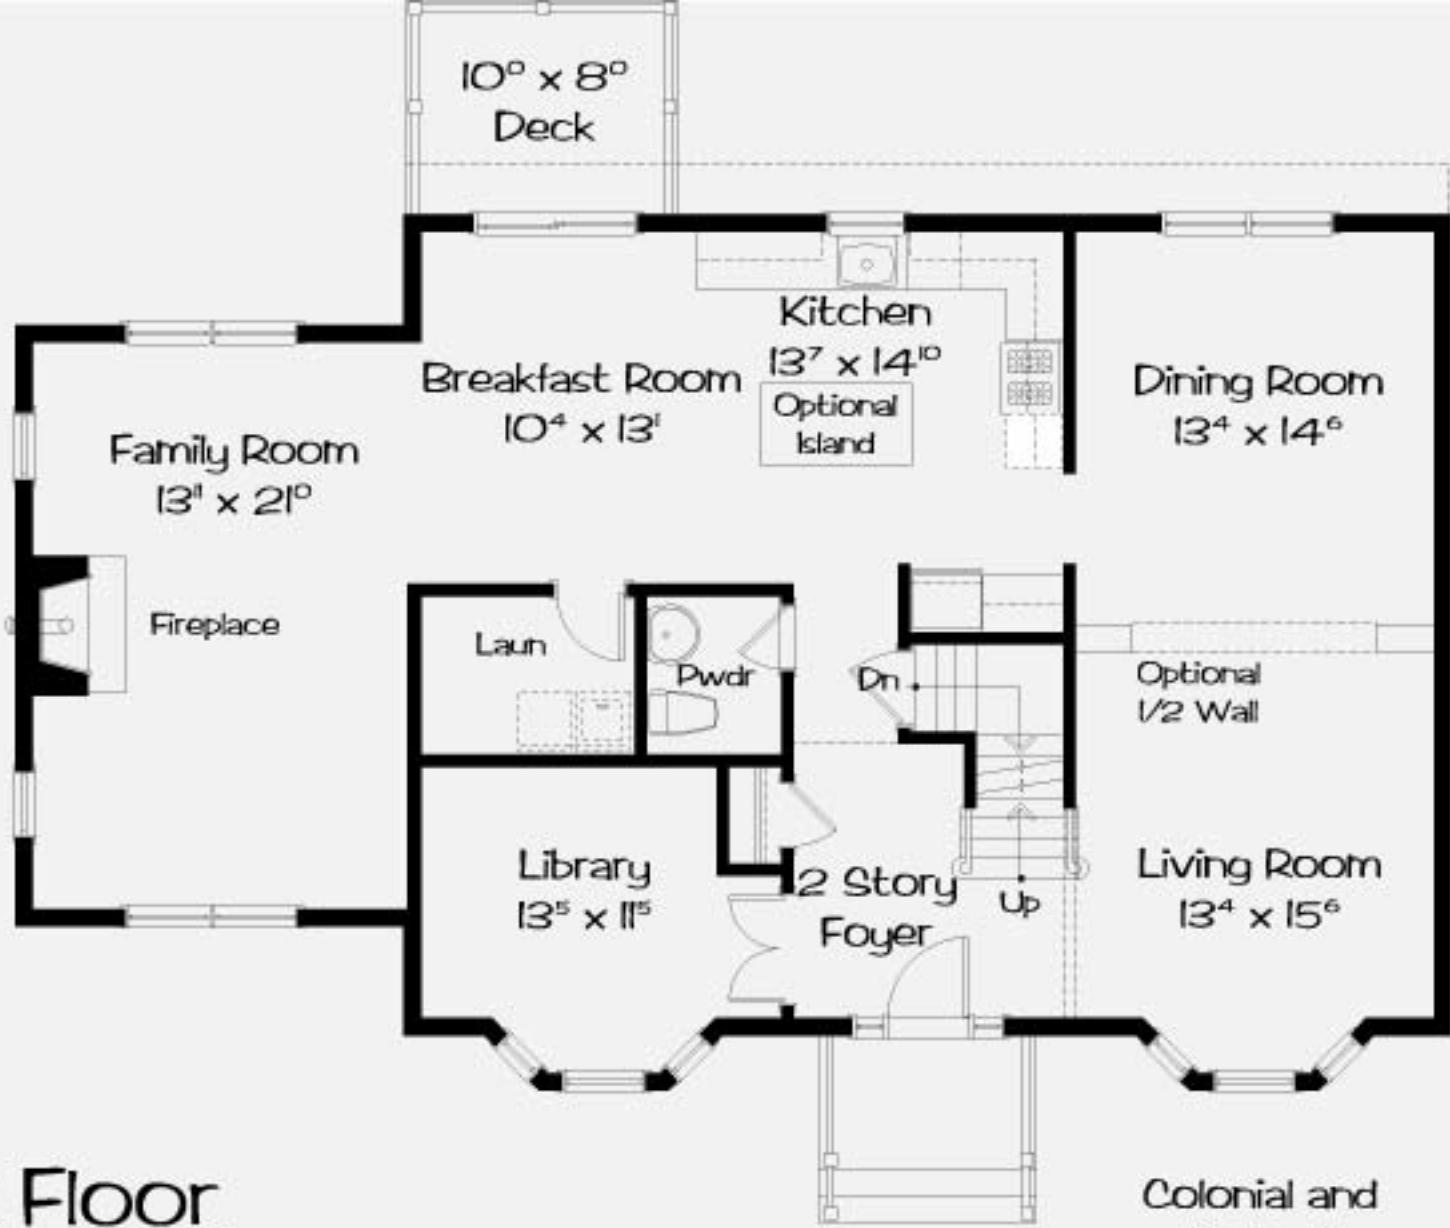 10⁰ x 8⁰
Deck
Kitchen
13⁷ x 14¹⁰
Optional
Island
Breakfast Room
10⁴ x 13¹
Dining Room
13⁴ x 14⁶
Family Room
13¹¹ x 21⁰
Fireplace
Laun
Pwdr
Dn
Optional
1/2 Wall
Library
13⁵ x 11⁵
2 Story
Foyer
Up
Living Room
13⁴ x 15⁶
Floor
Colonial and